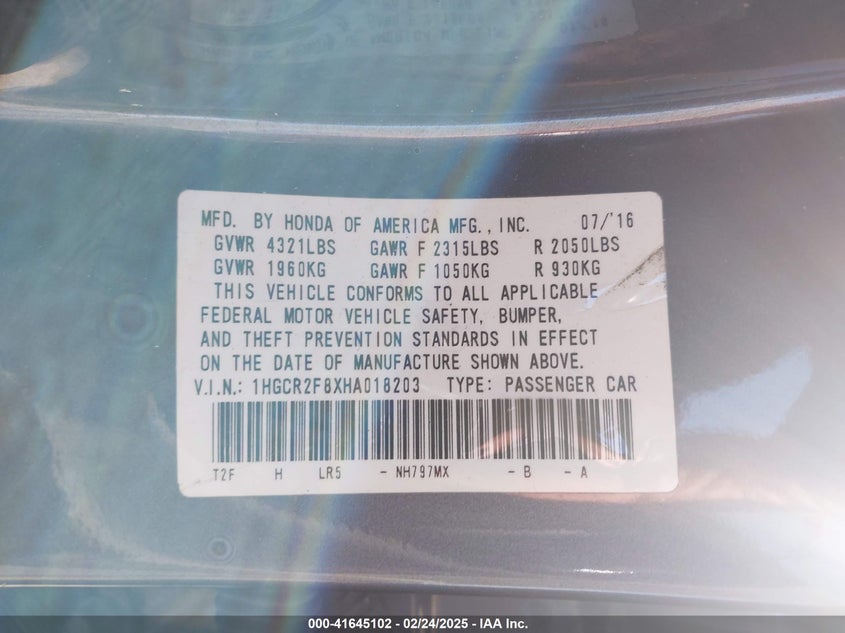 MFD. BY HONDA OF AMERICA MFG., INC. 07/'16
GVWR 4321LBS GAWR F 2315LBS R 2050LBS
GVWR 1960KG GAWR F 1050KG R 930KG
THIS VEHICLE CONFORMS TO ALL APPLICABLE
FEDERAL MOTOR VEHICLE SAFETY, BUMPER,
AND THEFT PREVENTION STANDARDS IN EFFECT
ON THE DATE OF MANUFACTURE SHOWN ABOVE.
V.I.N.: 1HGCR2F8XHA018203 TYPE: PASSENGER CAR
T2F H LR5 - NH797MX - B - A
000-41645102 - 02/24/2025 - IAA Inc.